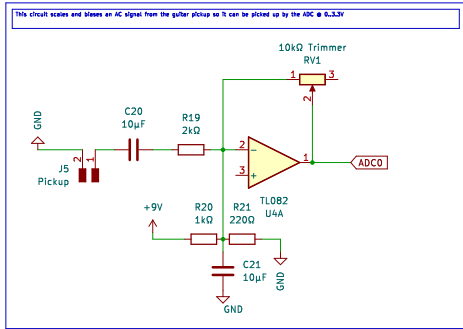 This circuit scales and biases an AC signal from the guitar pickup so it can be picked up by the ADC @ 0..3.3V
10kΩ Trimmer
RV1
1 3
2
C20
10µF
R19
2kΩ
GND
2 1
J5
Pickup
2 -
3 +
1
ADC0
TL082
U4A
+9V
R20
1kΩ
R21
220Ω
C21
10µF
GND
GND